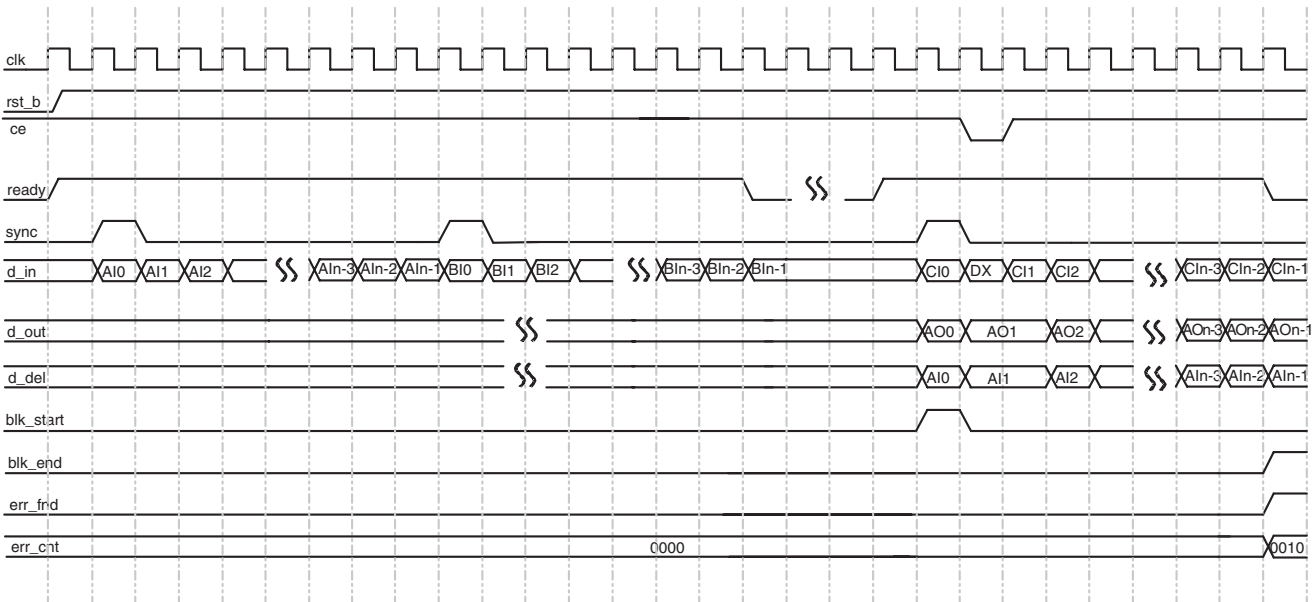 clk
rst_b
ce
ready
sync
d_in AI0 AI1 AI2 AIn-3 AIn-2 AIn-1 BI0 BI1 BI2 BIn-3 BIn-2 BIn-1 CI0 DX CI1 CI2 CIn-3 CIn-2 CIn-1
d_out AO0 AO1 AO2 AOn-3 AOn-2 AOn-1
d_del AI0 AI1 AI2 AIn-3 AIn-2 AIn-1
blk_start
blk_end
err_fnd
err_cnt 0000 0010